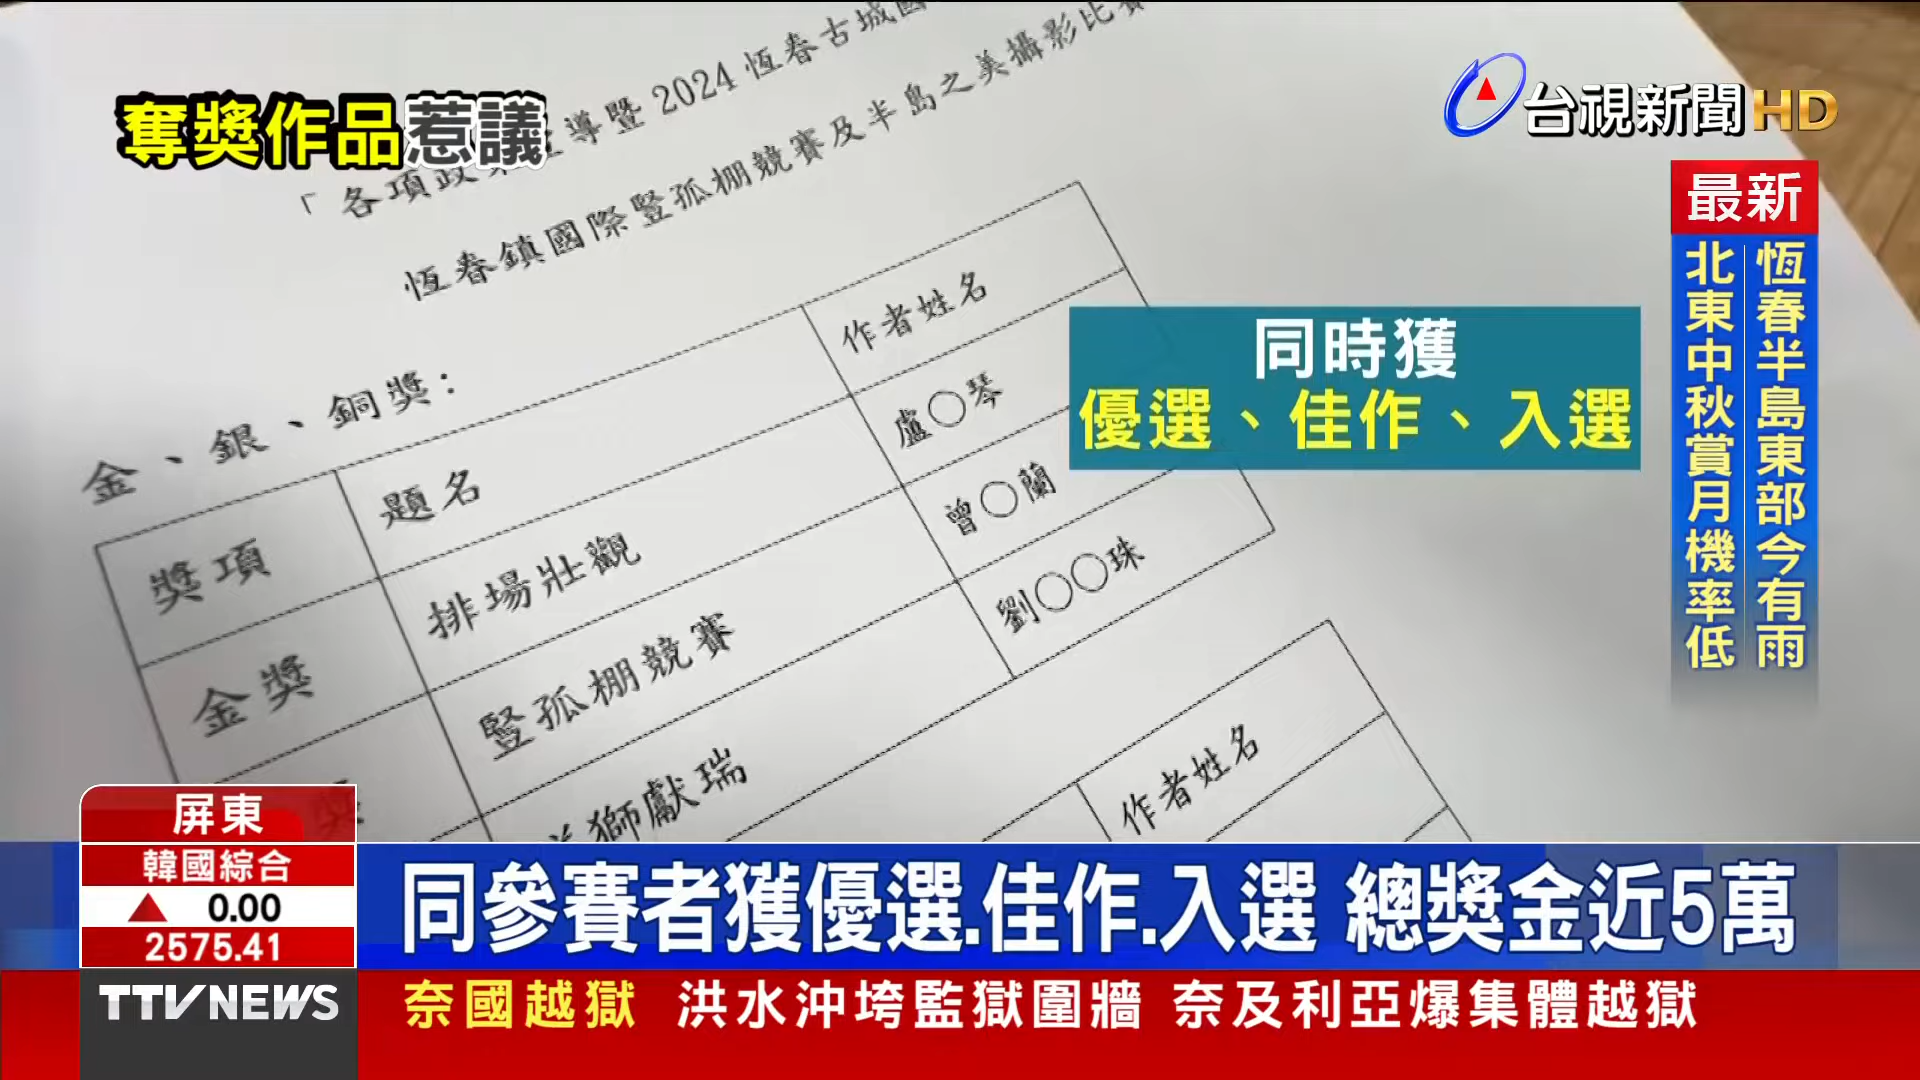 奪獎作品惹議
導暨 2024 恆春古城國
「各項政
恆春鎮國際豎孤棚競賽及半島之美攝影比賽
金、銀、銅獎:
獎項 題名 作者姓名
金獎 排場壯觀 盧○琴
獎 豎孤棚競賽 曾○蘭
獅獻瑞 劉○○珠
作者姓名
同時獲
優選、佳作、入選
台視新聞HD
最新
恆春半島東部今有雨
北東中秋賞月機率低
屏東
韓國綜合
0.00
2575.41
同參賽者獲優選.佳作.入選 總獎金近5萬
TTV NEWS
奈國越獄 洪水沖垮監獄圍牆 奈及利亞爆集體越獄